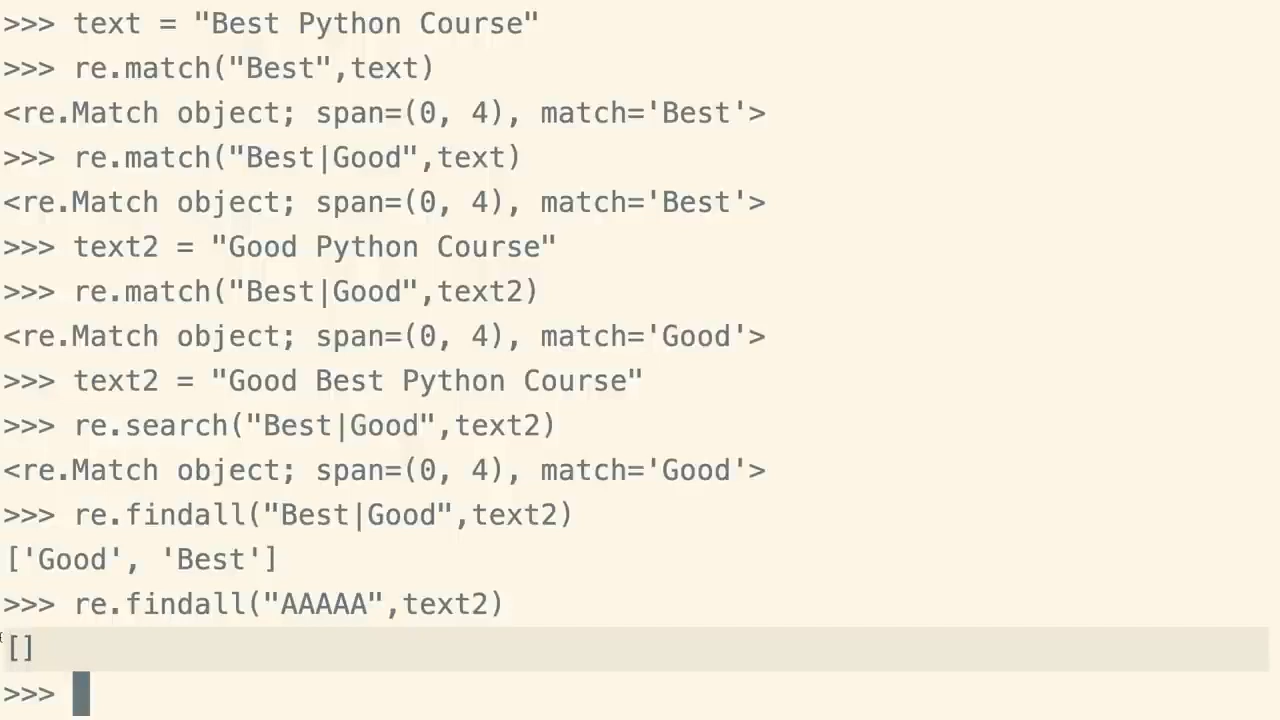 >>> text = "Best Python Course"
>>> re.match("Best",text)
<re.Match object; span=(0, 4), match='Best'>
>>> re.match("Best|Good",text)
<re.Match object; span=(0, 4), match='Best'>
>>> text2 = "Good Python Course"
>>> re.match("Best|Good",text2)
<re.Match object; span=(0, 4), match='Good'>
>>> text2 = "Good Best Python Course"
>>> re.search("Best|Good",text2)
<re.Match object; span=(0, 4), match='Good'>
>>> re.findall("Best|Good",text2)
['Good', 'Best']
>>> re.findall("AAAAA",text2)
[]
>>>